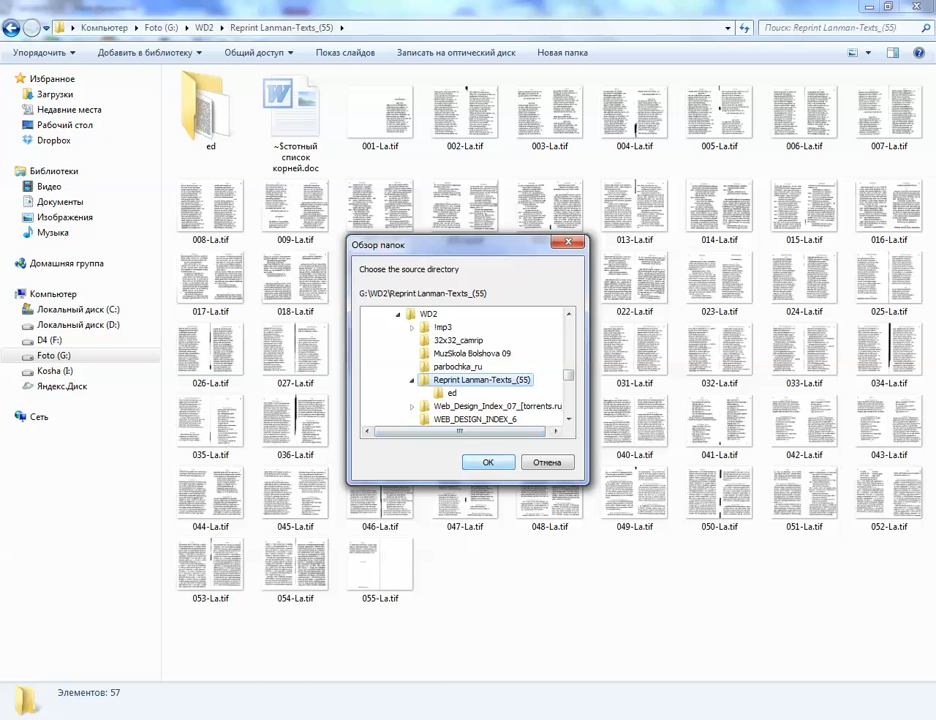 Компьютер ▸ Foto (G:) ▸ WD2 ▸ Reprint Lanman-Texts_(55) ▸
Поиск: Reprint Lanman-Texts_(55)
Упорядочить
Добавить в библиотеку
Общий доступ
Показ слайдов
Записать на оптический диск
Новая папка
Избранное
Загрузки
Недавние места
Рабочий стол
Dropbox
Библиотеки
Видео
Документы
Изображения
Музыка
Домашняя группа
Компьютер
Локальный диск (C:)
Локальный диск (D:)
D4 (F:)
Foto (G:)
Kosha (I:)
Яндекс.Диск
Сеть
ed
~$стотный
список
корней.doc
001-La.tif
002-La.tif
003-La.tif
004-La.tif
005-La.tif
006-La.tif
007-La.tif
008-La.tif
009-La.tif
013-La.tif
014-La.tif
015-La.tif
016-La.tif
017-La.tif
018-La.tif
022-La.tif
023-La.tif
024-La.tif
025-La.tif
026-La.tif
027-La.tif
031-La.tif
032-La.tif
033-La.tif
034-La.tif
035-La.tif
036-La.tif
040-La.tif
041-La.tif
042-La.tif
043-La.tif
044-La.tif
045-La.tif
046-La.tif
047-La.tif
048-La.tif
049-La.tif
050-La.tif
051-La.tif
052-La.tif
053-La.tif
054-La.tif
055-La.tif
Обзор папок
Choose the source directory
G:\WD2\Reprint Lanman-Texts_(55)
WD2
!mp3
32x32_camrip
MuzSkola Bolshova 09
parbochka_ru
Reprint Lanman-Texts_(55)
ed
Web_Design_Index_07_[torrents.ru
WEB_DESIGN_INDEX_6
OK
Отмена
Элементов: 57